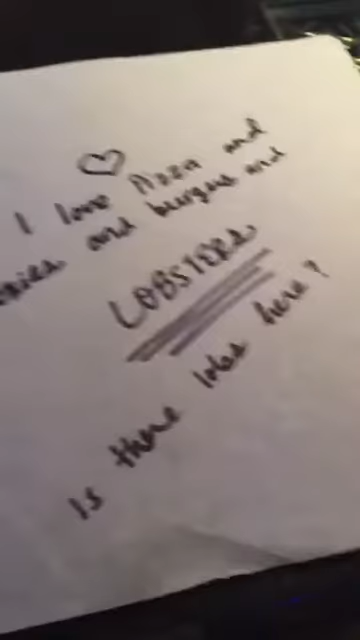 I love Pizza and
and burgers and
LOBSTERS
Is there lobs here?